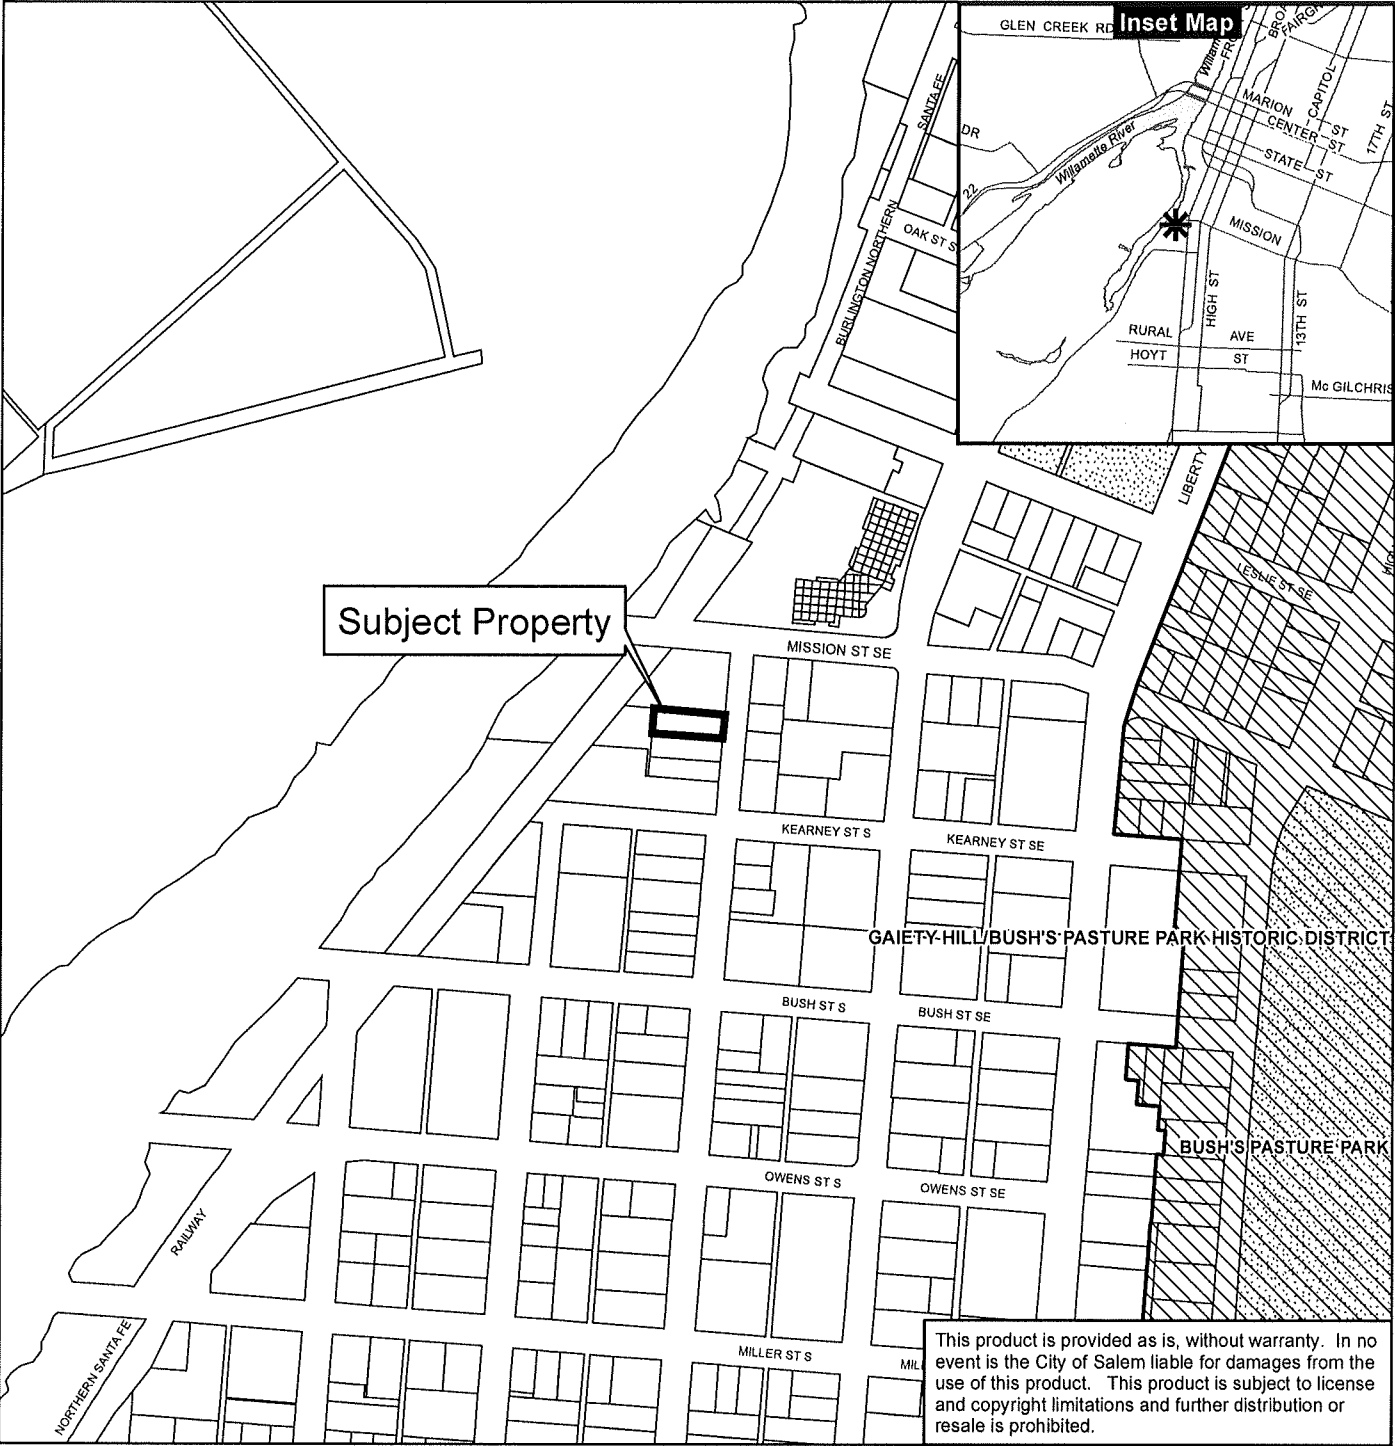 Inset Map
GLEN CREEK RD
FAIRGR
MARION ST
CENTER ST
CAPITOL
17TH ST
STATE ST
DR
Willamette River
22
MISSION
HIGH ST
13TH ST
RURAL AVE
HOYT ST
Mc GILCHRIS
SANTA FE
BURLINGTON NORTHERN
OAK ST S
LIBERTY
LESLIE ST SE
Subject Property
MISSION ST SE
KEARNEY ST S
KEARNEY ST SE
GAIETY HILL/BUSH'S PASTURE PARK HISTORIC DISTRICT
BUSH ST S
BUSH ST SE
BUSH'S PASTURE PARK
OWENS ST S
OWENS ST SE
RAILWAY
NORTHERN SANTA FE
MILLER ST S
MIL
This product is provided as is, without warranty. In no
event is the City of Salem liable for damages from the
use of this product. This product is subject to license
and copyright limitations and further distribution or
resale is prohibited.